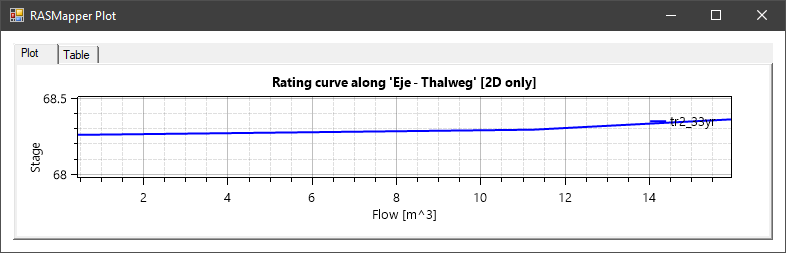 RASMapper Plot
Plot Table
Rating curve along 'Eje - Thalweg' [2D only]
68.5
68
Stage
tr2_33yr
2 4 6 8 10 12 14
Flow [m^3]